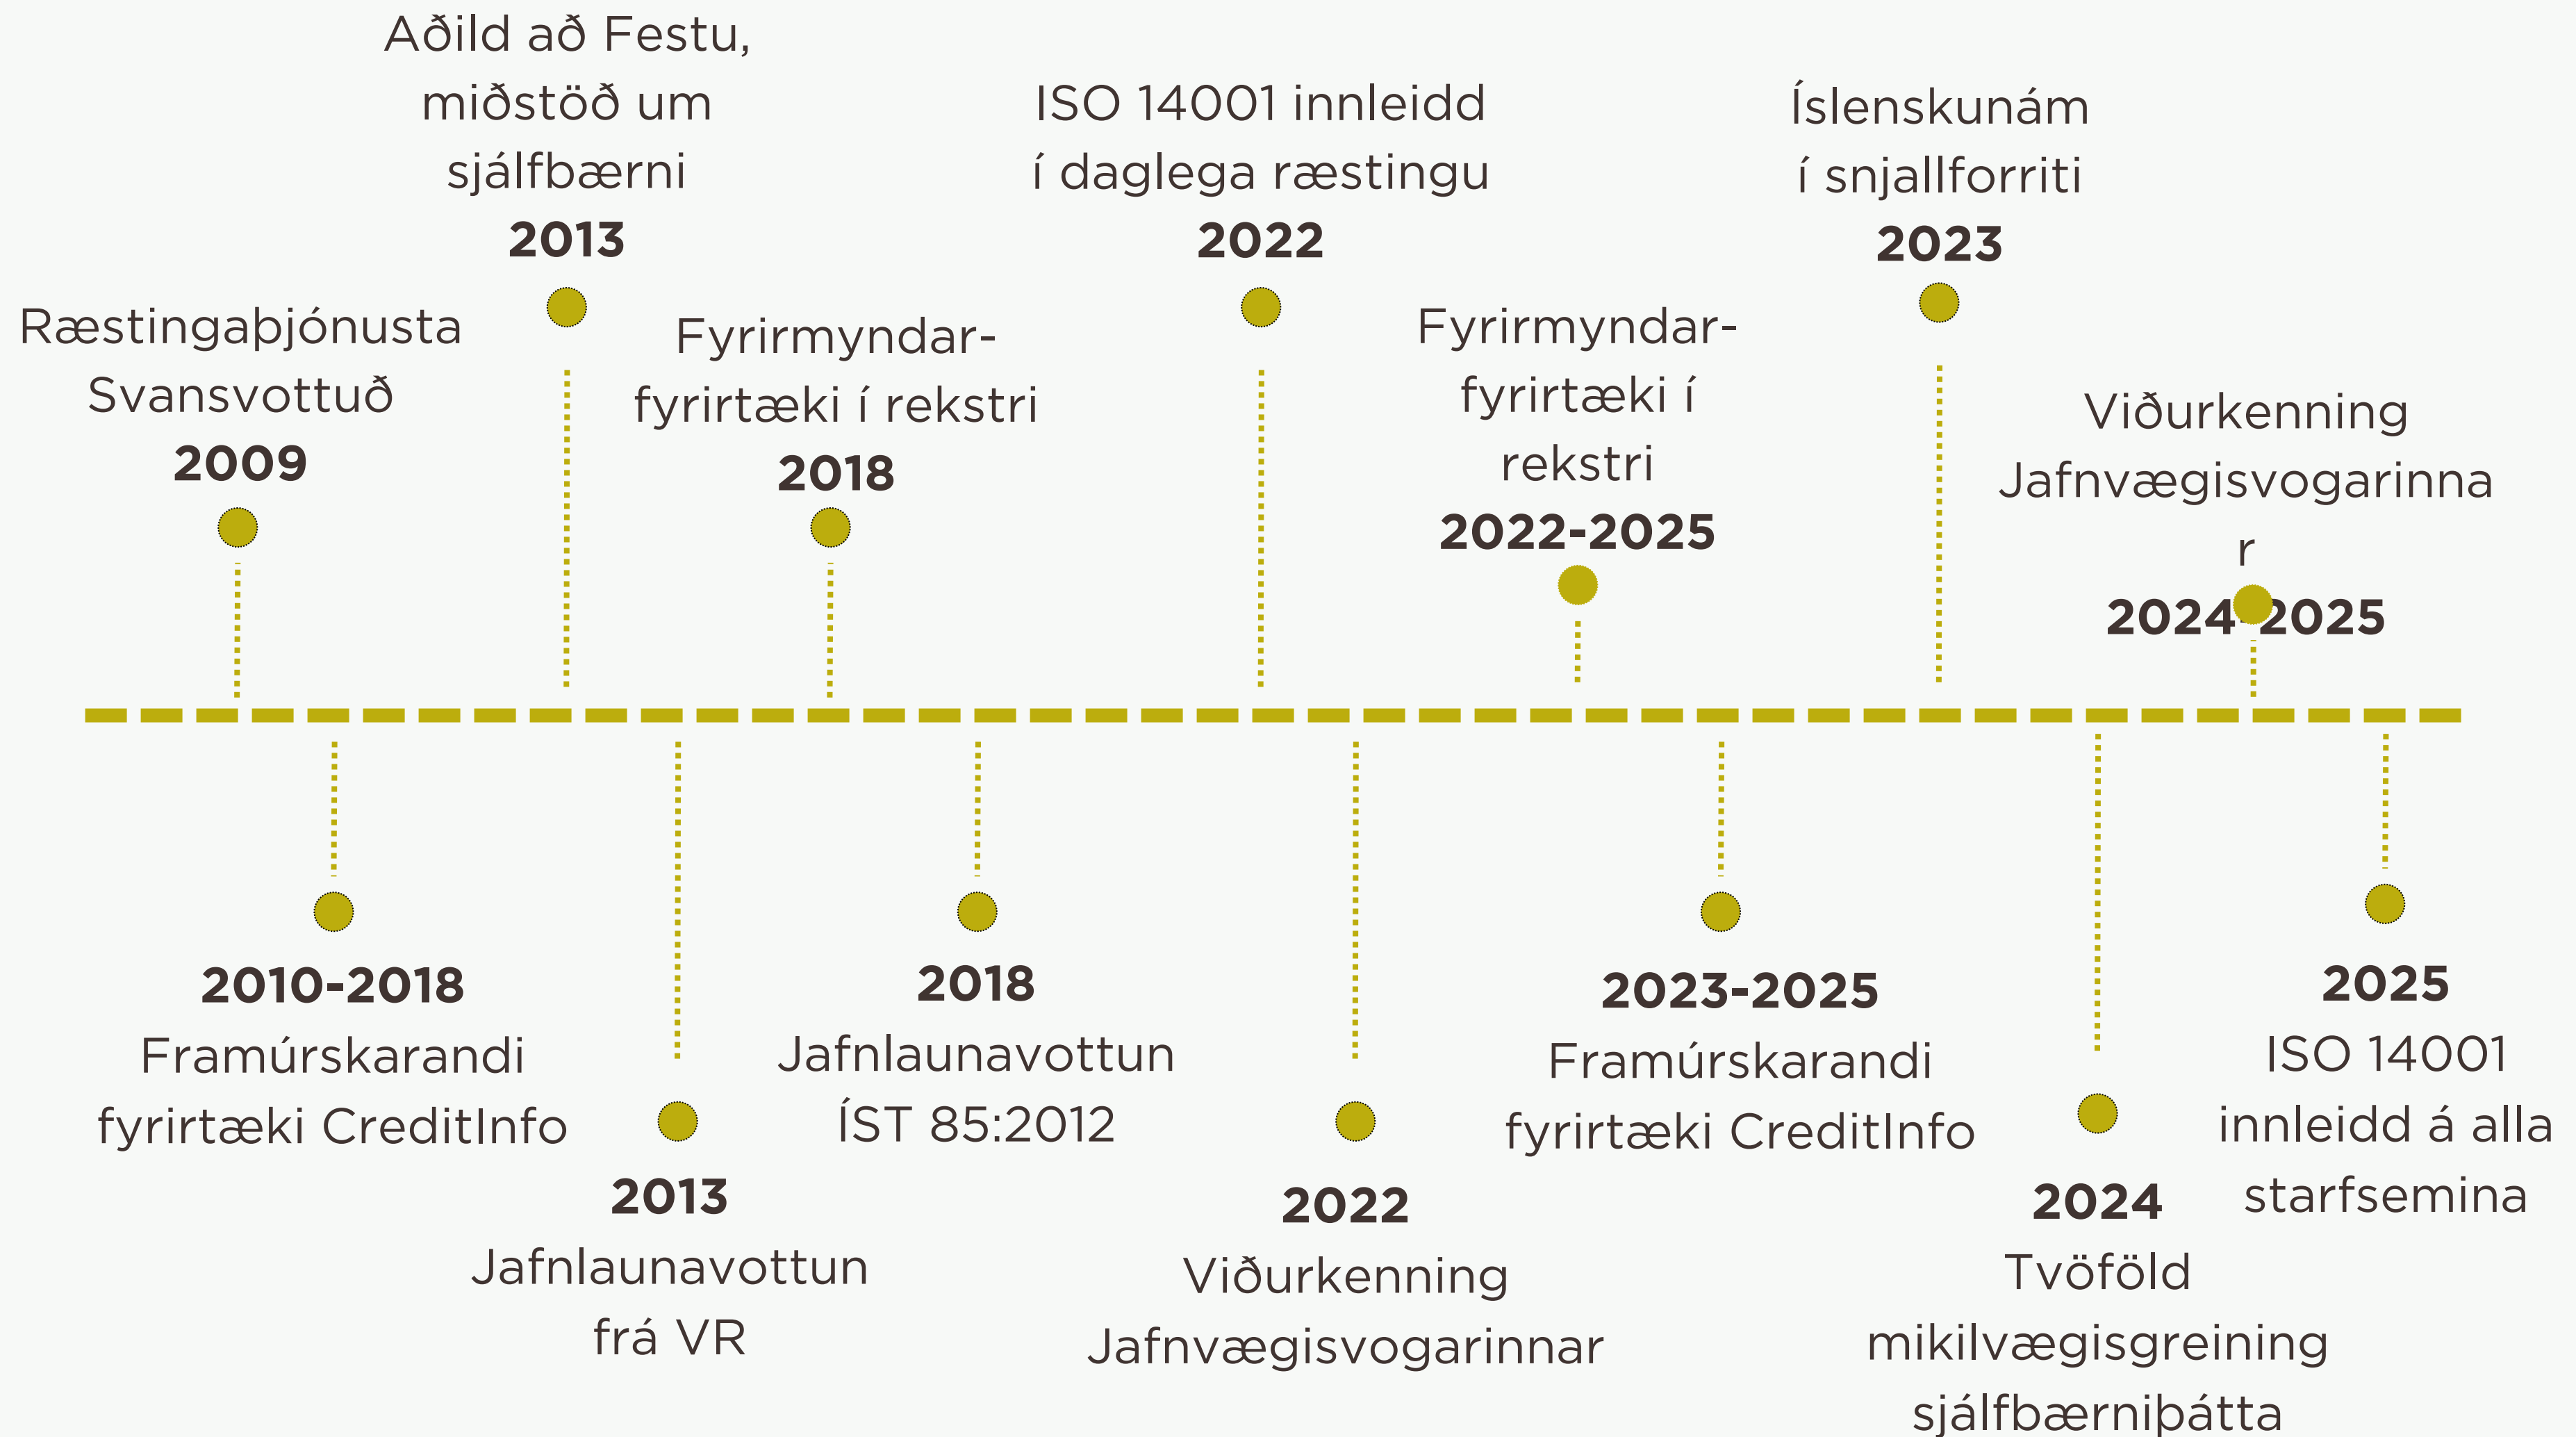 Aðild að Festu,
miðstöð um
sjálfbærni
2013
ISO 14001 innleidd
í daglega ræstingu
2022
Íslenskunám
í snjallforriti
2023
Ræstingaþjónusta
Svansvottuð
2009
Fyrirmyndar-
fyrirtæki í rekstri
2018
Fyrirmyndar-
fyrirtæki í
rekstri
2022-2025
Viðurkenning
Jafnvægisvogarinna
r
2024-2025
2010-2018
Framúrskarandi
fyrirtæki CreditInfo
2013
Jafnlaunavottun
frá VR
2018
Jafnlaunavottun
ÍST 85:2012
2022
Viðurkenning
Jafnvægisvogarinnar
2023-2025
Framúrskarandi
fyrirtæki CreditInfo
2024
Tvöföld
mikilvægisgreining
sjálfbærniþátta
2025
ISO 14001
innleidd á alla
starfsemina